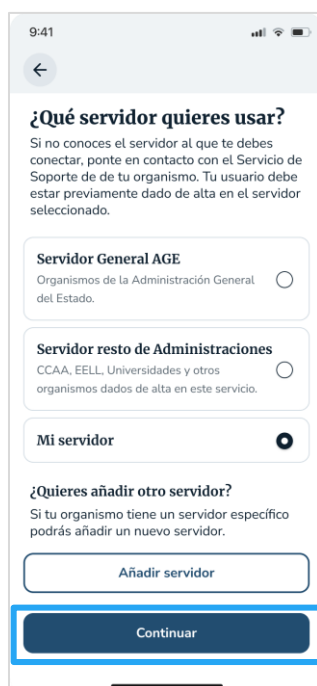 9:41
¿Qué servidor quieres usar?
Si no conoces el servidor al que te debes
conectar, ponte en contacto con el Servicio de
Soporte de de tu organismo. Tu usuario debe
estar previamente dado de alta en el servidor
seleccionado.
Servidor General AGE
Organismos de la Administración General
del Estado.
Servidor resto de Administraciones
CCAA, EELL, Universidades y otros
organismos dados de alta en este servicio.
Mi servidor
¿Quieres añadir otro servidor?
Si tu organismo tiene un servidor específico
podrás añadir un nuevo servidor.
Añadir servidor
Continuar